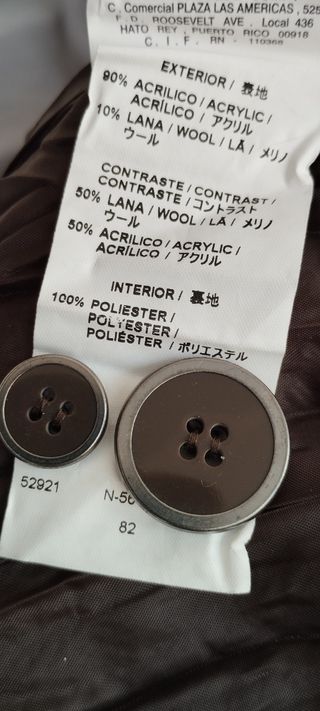 C. Comercial PLAZA LAS AMERICAS, 525
F.D. ROOSEVELT AVE. Local 436
HATO REY, PUERTO RICO 00918
C.I.F. RN - 110368
EXTERIOR / 表地
90% ACRILICO / ACRYLIC /
ACRÍLICO / アクリル
10% LANA / WOOL / LÃ / メリノ
ウール
CONTRASTE / CONTRAST /
CONTRASTE / コントラスト
50% LANA / WOOL / LÃ / メリノ
ウール
50% ACRILICO / ACRYLIC /
ACRÍLICO / アクリル
INTERIOR / 裏地
100% POLIESTER /
POLYESTER /
POLIÉSTER / ポリエステル
52921
N-56
82